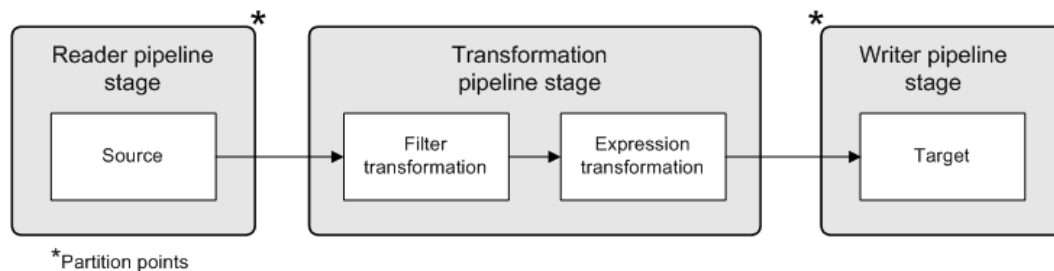 *
*
Reader pipeline
stage
Transformation
pipeline stage
Writer pipeline
stage
Source
Filter
transformation
Expression
transformation
Target
*Partition points